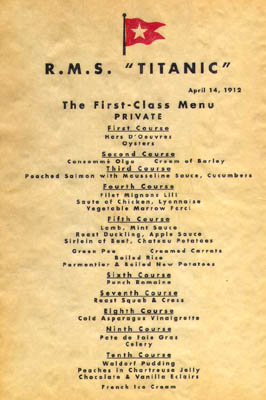 R.M.S. "TITANIC"
April 14, 1912
The First-Class Menu
PRIVATE
First Course
Hors D'Oeuvres
Oysters
Second Course
Consommé Olga Cream of Barley
Third Course
Poached Salmon with Mousseline Sauce, Cucumbers
Fourth Course
Filet Mignons Lili
Saute of Chicken, Lyonnaise
Vegetable Marrow Farci
Fifth Course
Lamb, Mint Sauce
Roast Duckling, Apple Sauce
Sirloin of Beef, Chateau Potatoes
Green Pea Creamed Carrots
Boiled Rice
Parmentier & Boiled New Potatoes
Sixth Course
Punch Romaine
Seventh Course
Roast Squab & Cress
Eighth Course
Cold Asparagus Vinaigrette
Ninth Course
Pate de Foie Gras
Celery
Tenth Course
Waldorf Pudding
Peaches in Chartreuse Jelly
Chocolate & Vanilla Eclairs
French Ice Cream